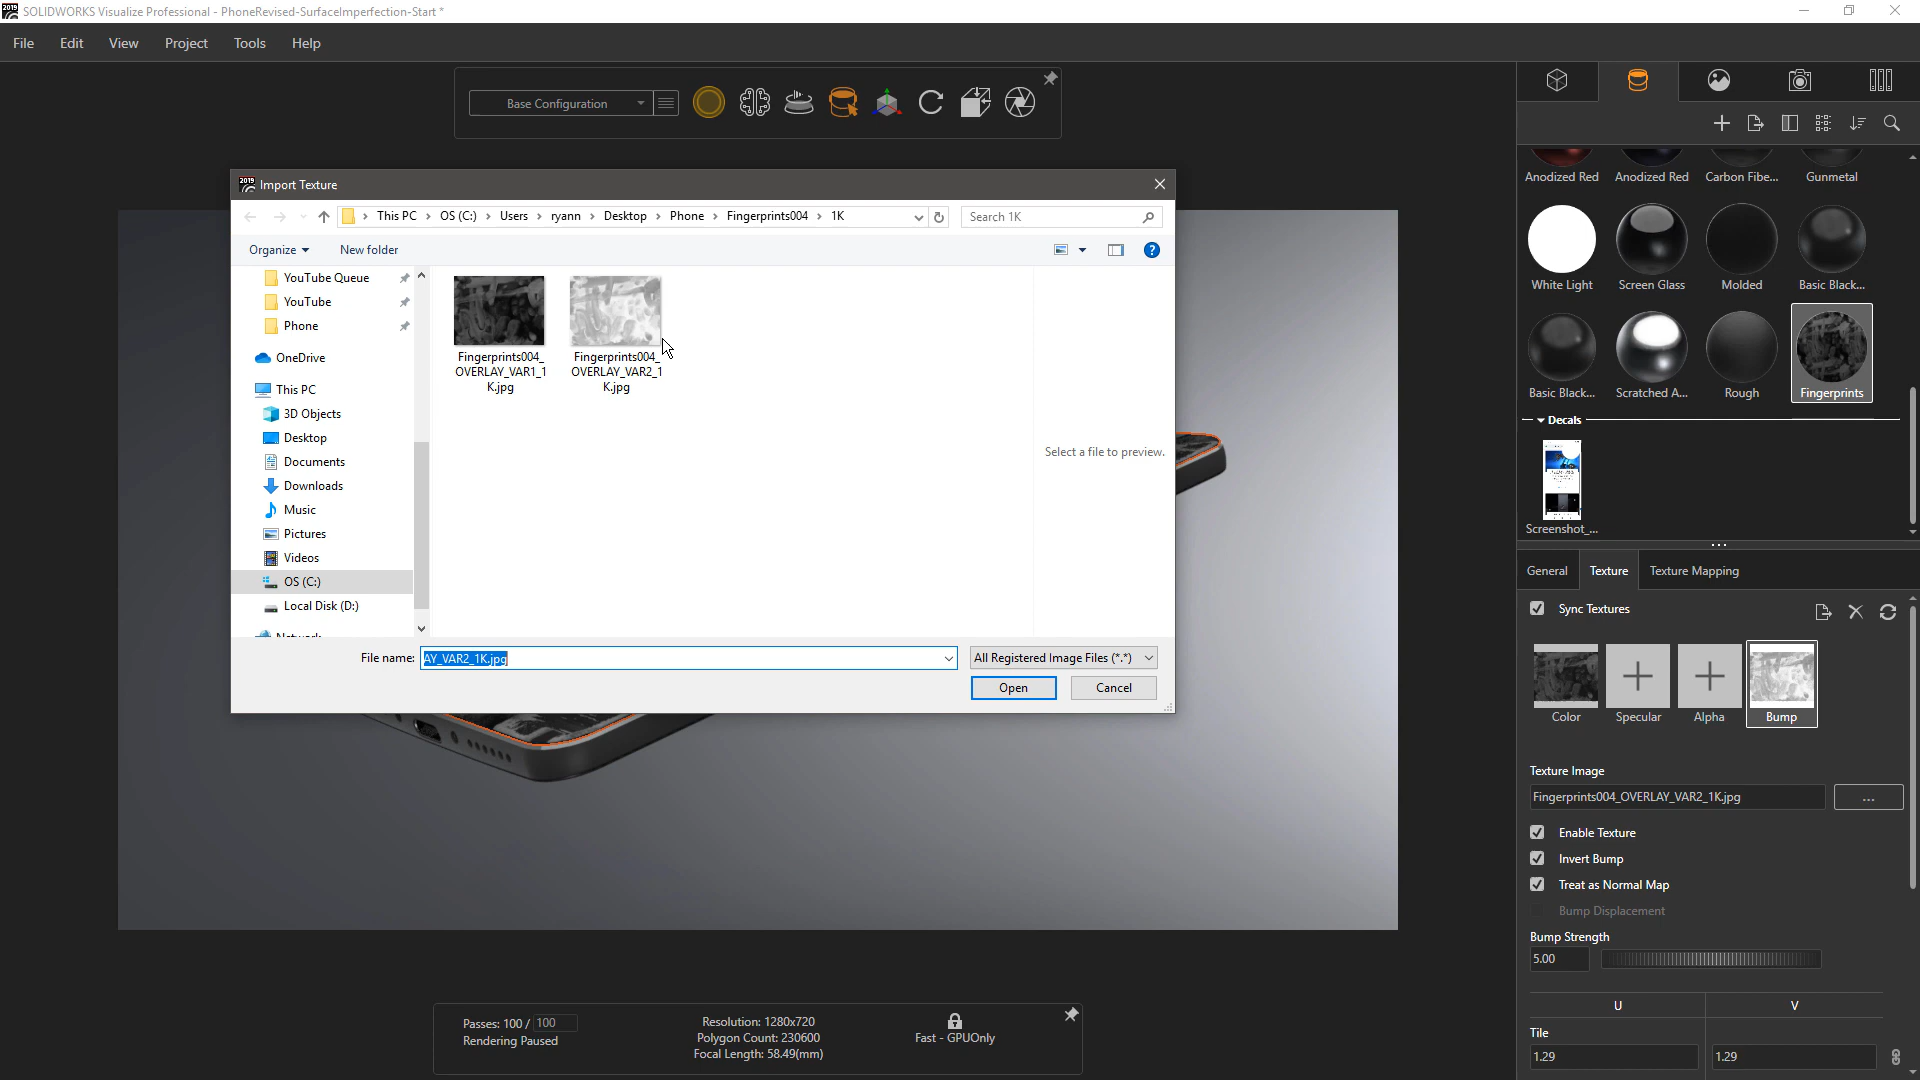 2019 SOLIDWORKS Visualize Professional - PhoneRevised-SurfaceImperfection-Start *
File Edit View Project Tools Help
Base Configuration
2019 Import Texture
This PC > OS (C:) > Users > ryann > Desktop > Phone > Fingerprints004 > 1K
Search 1K
Organize New folder
YouTube Queue
YouTube
Phone
OneDrive
This PC
3D Objects
Desktop
Documents
Downloads
Music
Pictures
Videos
OS (C:)
Local Disk (D:)
Network
Fingerprints004_
OVERLAY_VAR1_1
K.jpg
Fingerprints004_
OVERLAY_VAR2_1
K.jpg
Select a file to preview.
File name: AY_VAR2_1K.jpg
All Registered Image Files (*.*)
Open Cancel
Anodized Red Anodized Red Carbon Fibe... Gunmetal
White Light Screen Glass Molded Basic Black...
Basic Black... Scratched A... Rough Fingerprints
Decals
Screenshot_...
General Texture Texture Mapping
Sync Textures
Color Specular Alpha Bump
Texture Image
Fingerprints004_OVERLAY_VAR2_1K.jpg ...
Enable Texture
Invert Bump
Treat as Normal Map
Bump Displacement
Bump Strength
5.00
U V
Tile
1.29 1.29
Passes: 100 / 100
Rendering Paused
Resolution: 1280x720
Polygon Count: 230600
Focal Length: 58.49(mm)
Fast - GPUOnly